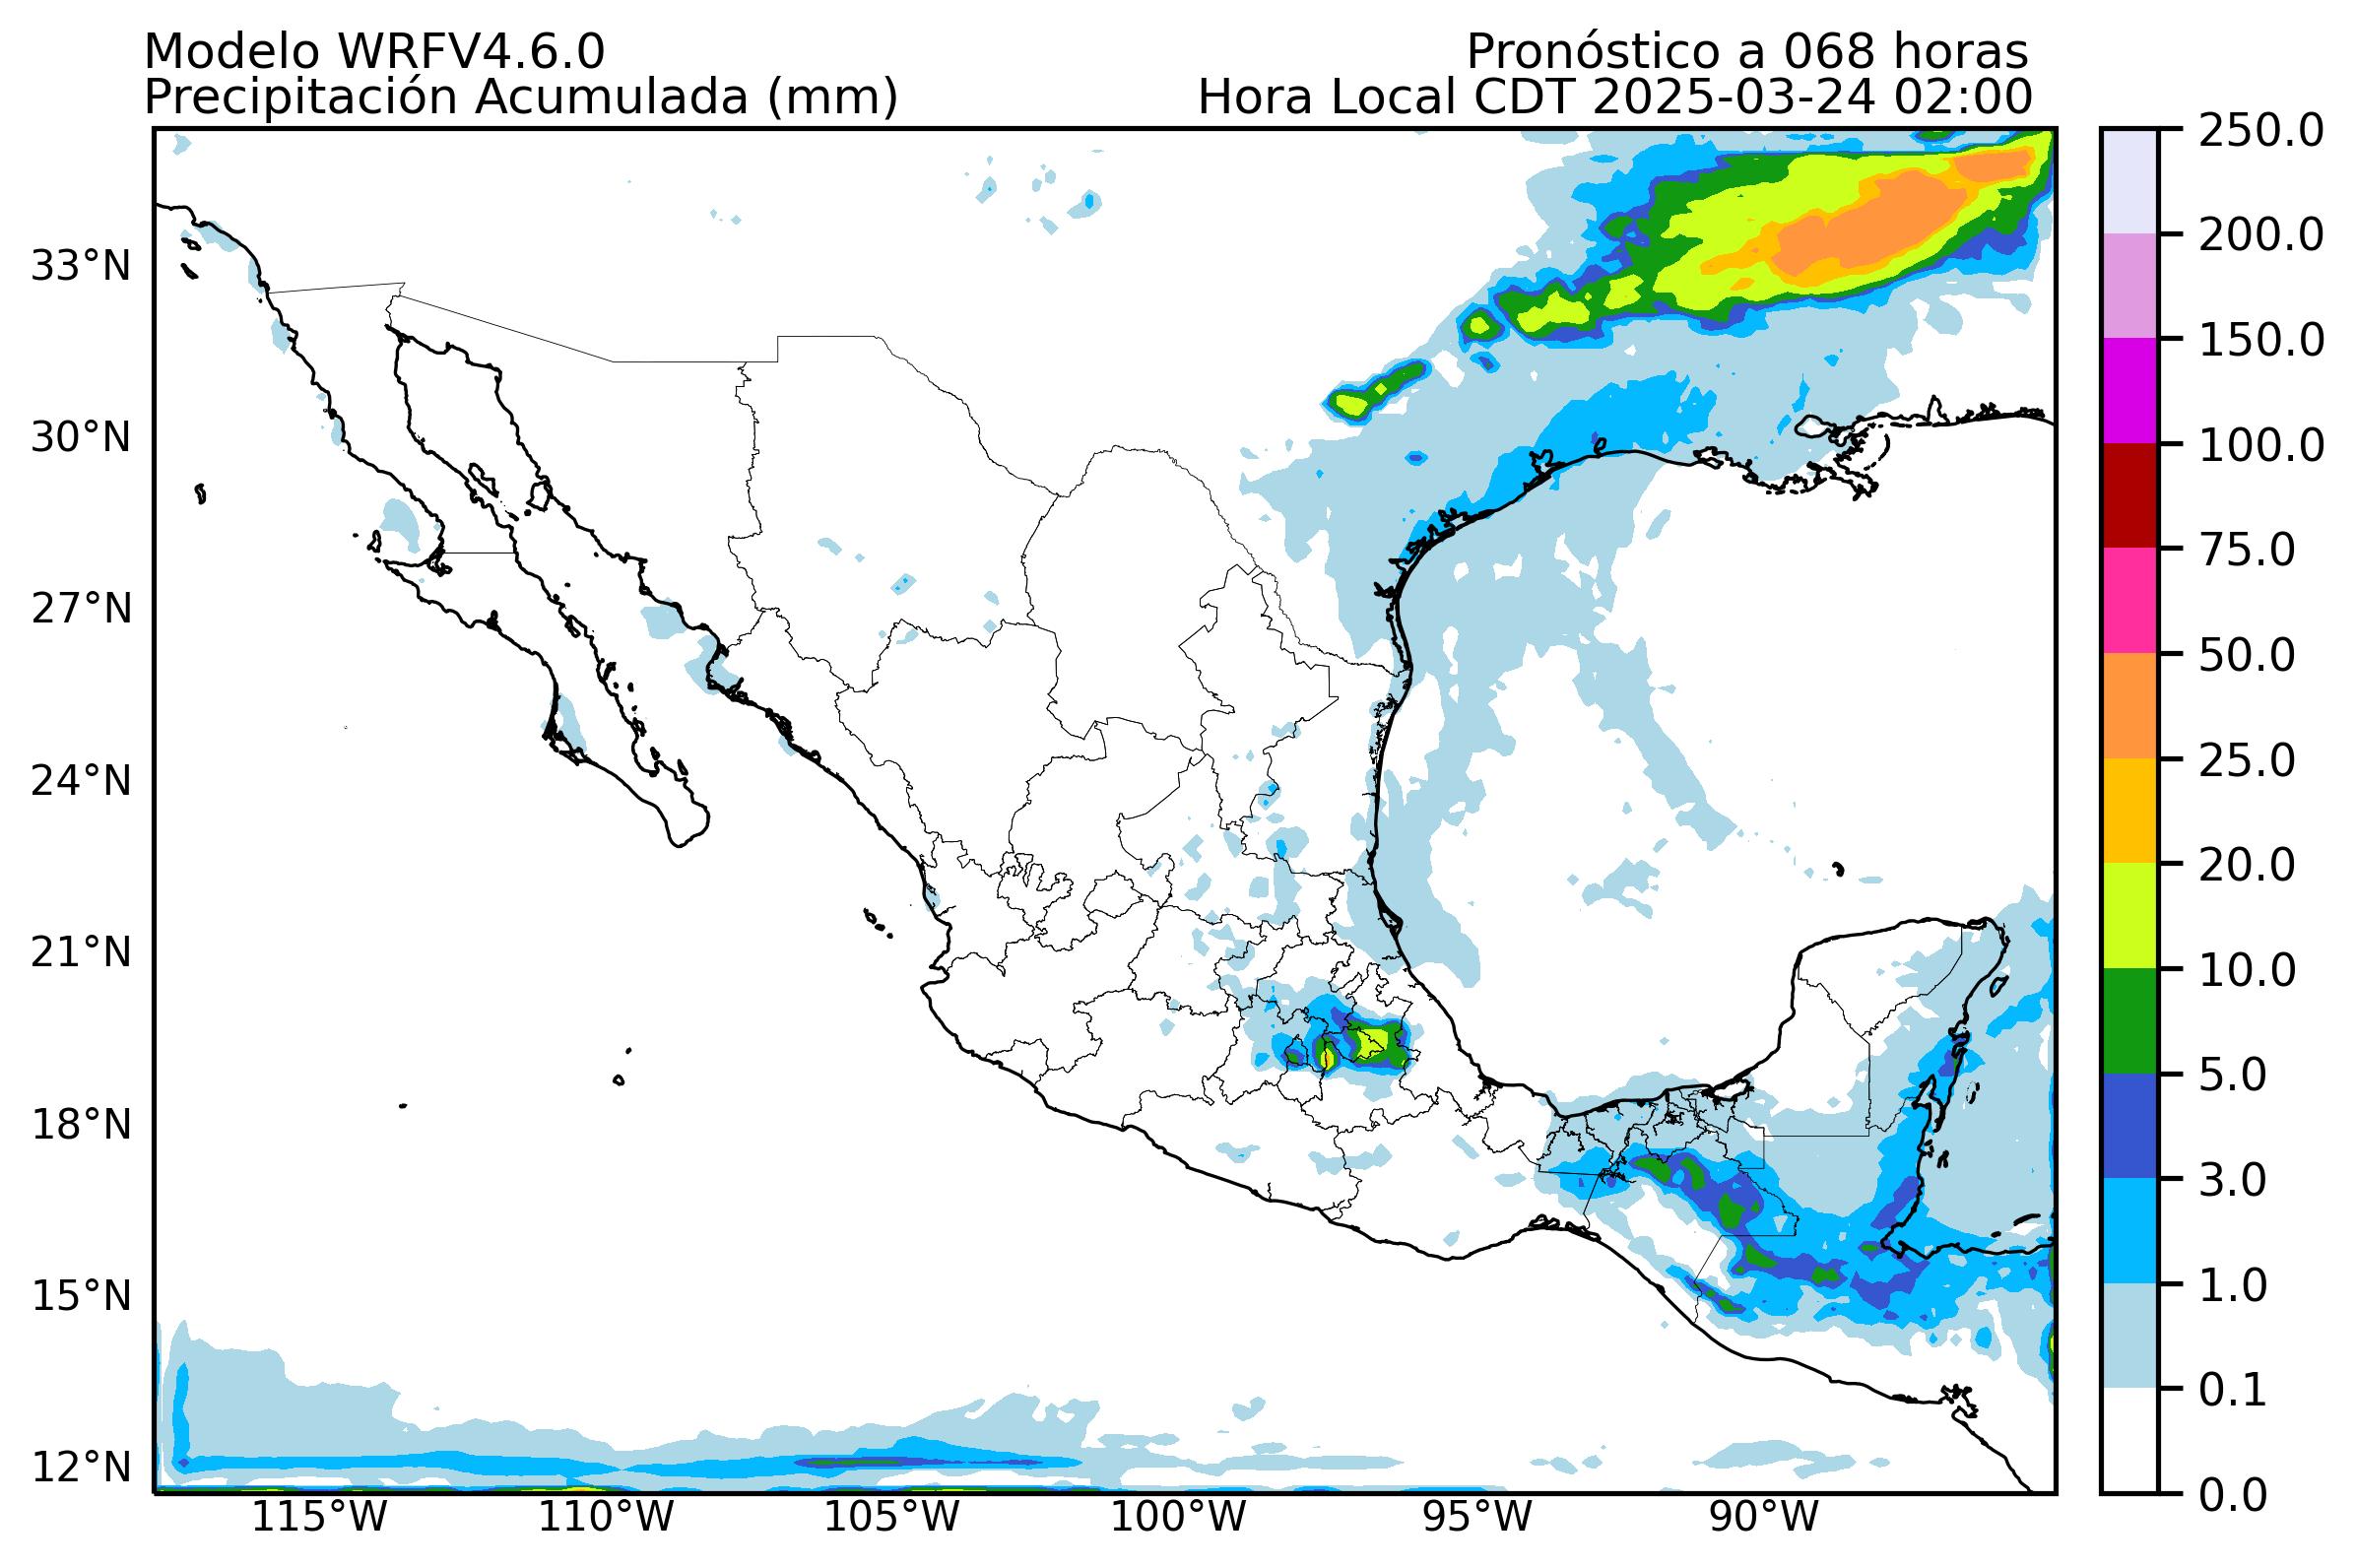 Modelo WRFV4.6.0
Pronóstico a 068 horas
Precipitación Acumulada (mm)
Hora Local CDT 2025-03-24 02:00
33°N
30°N
27°N
24°N
21°N
18°N
15°N
12°N
115°W
110°W
105°W
100°W
95°W
90°W
250.0
200.0
150.0
100.0
75.0
50.0
25.0
20.0
10.0
5.0
3.0
1.0
0.1
0.0